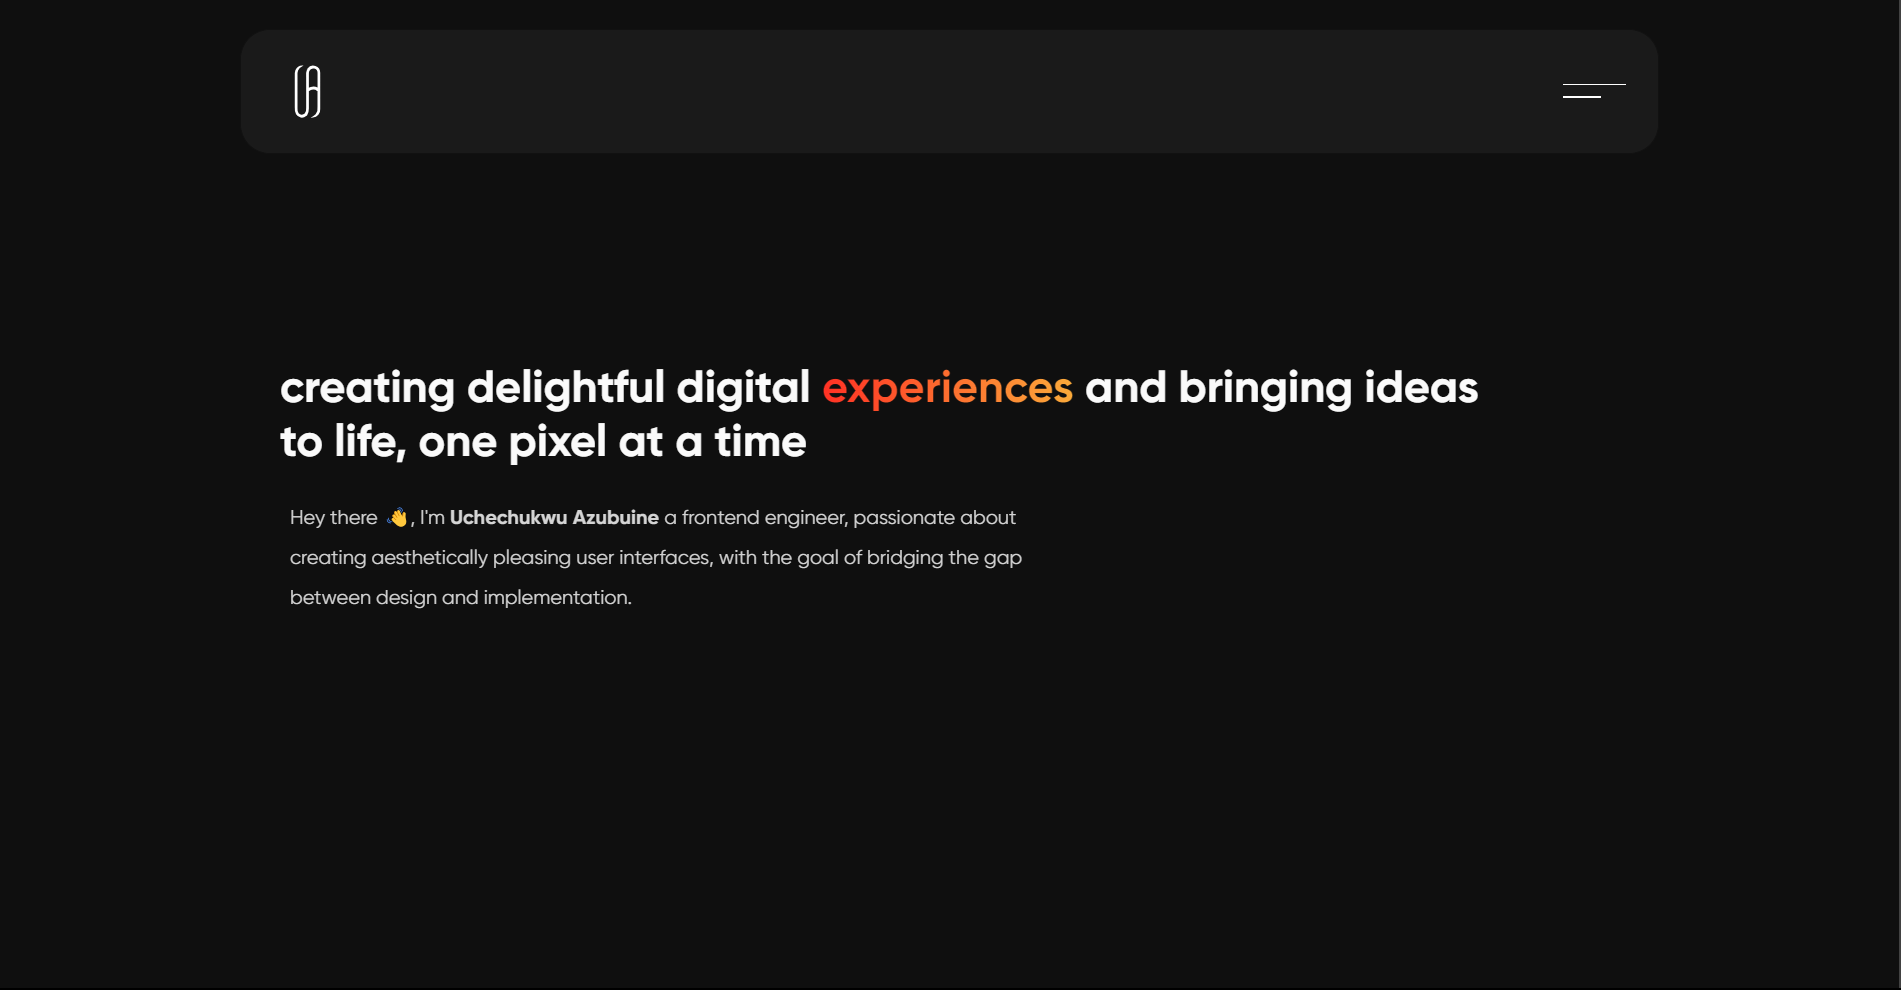 creating delightful digital experiences and bringing ideas
to life, one pixel at a time
Hey there 👋, I'm Uchechukwu Azubuine a frontend engineer, passionate about
creating aesthetically pleasing user interfaces, with the goal of bridging the gap
between design and implementation.